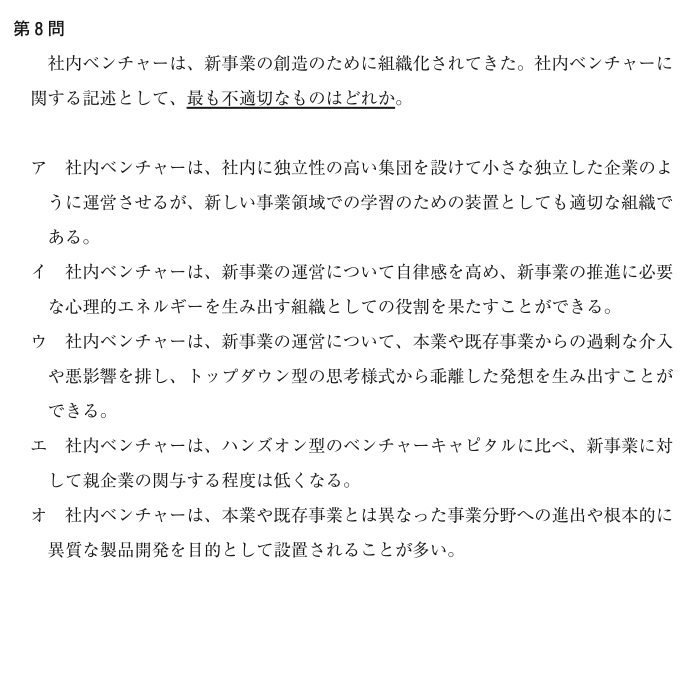 第8問
社内ベンチャーは、新事業の創造のために組織化されてきた。社内ベンチャーに
関する記述として、最も不適切なものはどれか。
ア　社内ベンチャーは、社内に独立性の高い集団を設けて小さな独立した企業のよ
うに運営させるが、新しい事業領域での学習のための装置としても適切な組織で
ある。
イ　社内ベンチャーは、新事業の運営について自律感を高め、新事業の推進に必要
な心理的エネルギーを生み出す組織としての役割を果たすことができる。
ウ　社内ベンチャーは、新事業の運営について、本業や既存事業からの過剰な介入
や悪影響を排し、トップダウン型の思考様式から乖離した発想を生み出すことが
できる。
エ　社内ベンチャーは、ハンズオン型のベンチャーキャピタルに比べ、新事業に対
して親企業の関与する程度は低くなる。
オ　社内ベンチャーは、本業や既存事業とは異なった事業分野への進出や根本的に
異質な製品開発を目的として設置されることが多い。